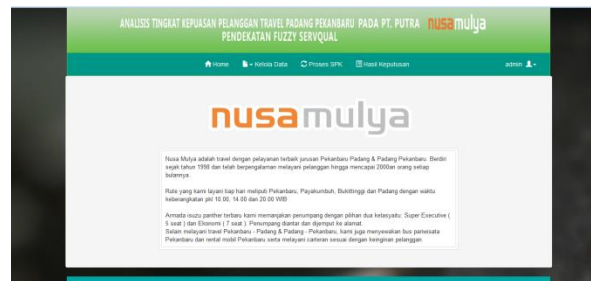 ANALISIS TINGKAT KEPUASAN PELANGGAN TRAVEL PADANG PEKANBARU PADA PT. PUTRA nusamulya
PENDEKATAN FUZZY SERVQUAL
Home Kelola Data Proses SPK Hasil Keputusan admin
nusamulya
Nusa Mulya adalah travel dengan pelayanan terbaik jurusan Pekanbaru Padang & Padang Pekanbaru. Berdiri
sejak tahun 1998 dan telah berpengalaman melayani pelanggan hingga mencapai 2000an orang setiap
bulannya.
Rute yang kami layani tiap hari meliputi Pekanbaru, Payakumbuh, Bukittinggi dan Padang dengan waktu
keberangkatan pkl 10.00, 14.00 dan 20.00 WIB
Armada isuzu panther terbaru kami memanjakan penumpang dengan pilihan dua kelasyaitu: Super Executive (
5 seat ) dan Ekonomi ( 7 seat ). Penumpang diantar dan dijemput ke alamat.
Selain melayani travel Pekanbaru - Padang & Padang - Pekanbaru, kami juga menyewakan bus pariwisata
Pekanbaru dan rental mobil Pekanbaru serta melayani carteran sesuai dengan keinginan pelanggan.